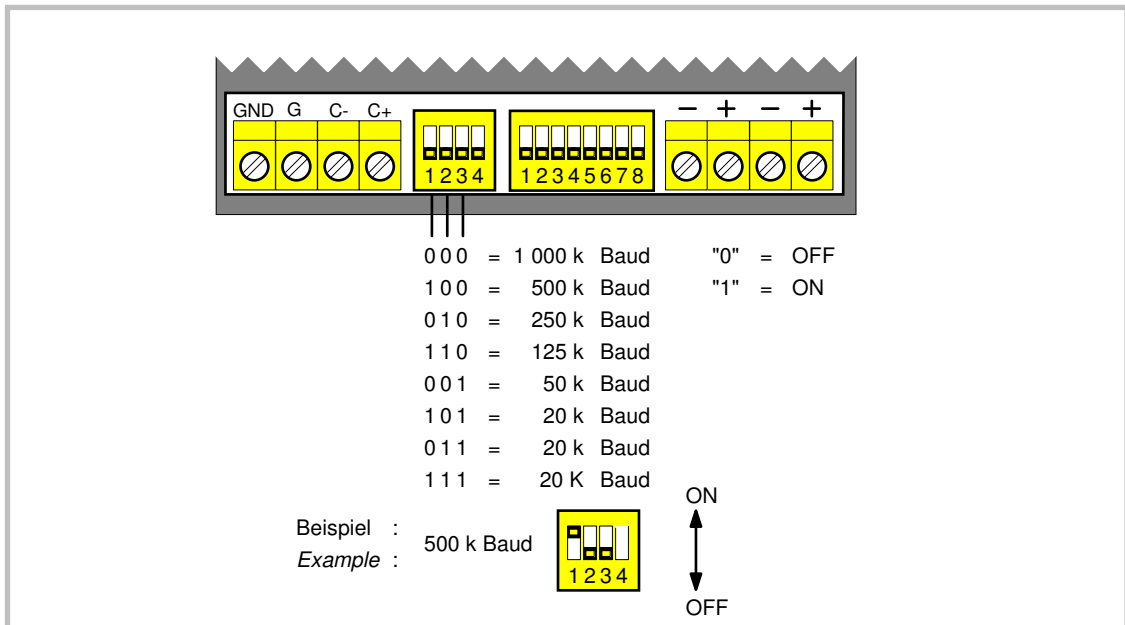 GND G C- C+ − + − +
1 2 3 4 1 2 3 4 5 6 7 8
0 0 0 = 1 000 k Baud "0" = OFF
1 0 0 = 500 k Baud "1" = ON
0 1 0 = 250 k Baud
1 1 0 = 125 k Baud
0 0 1 = 50 k Baud
1 0 1 = 20 k Baud
0 1 1 = 20 k Baud
1 1 1 = 20 K Baud
ON
Beispiel :
500 k Baud
Example :
1 2 3 4
OFF